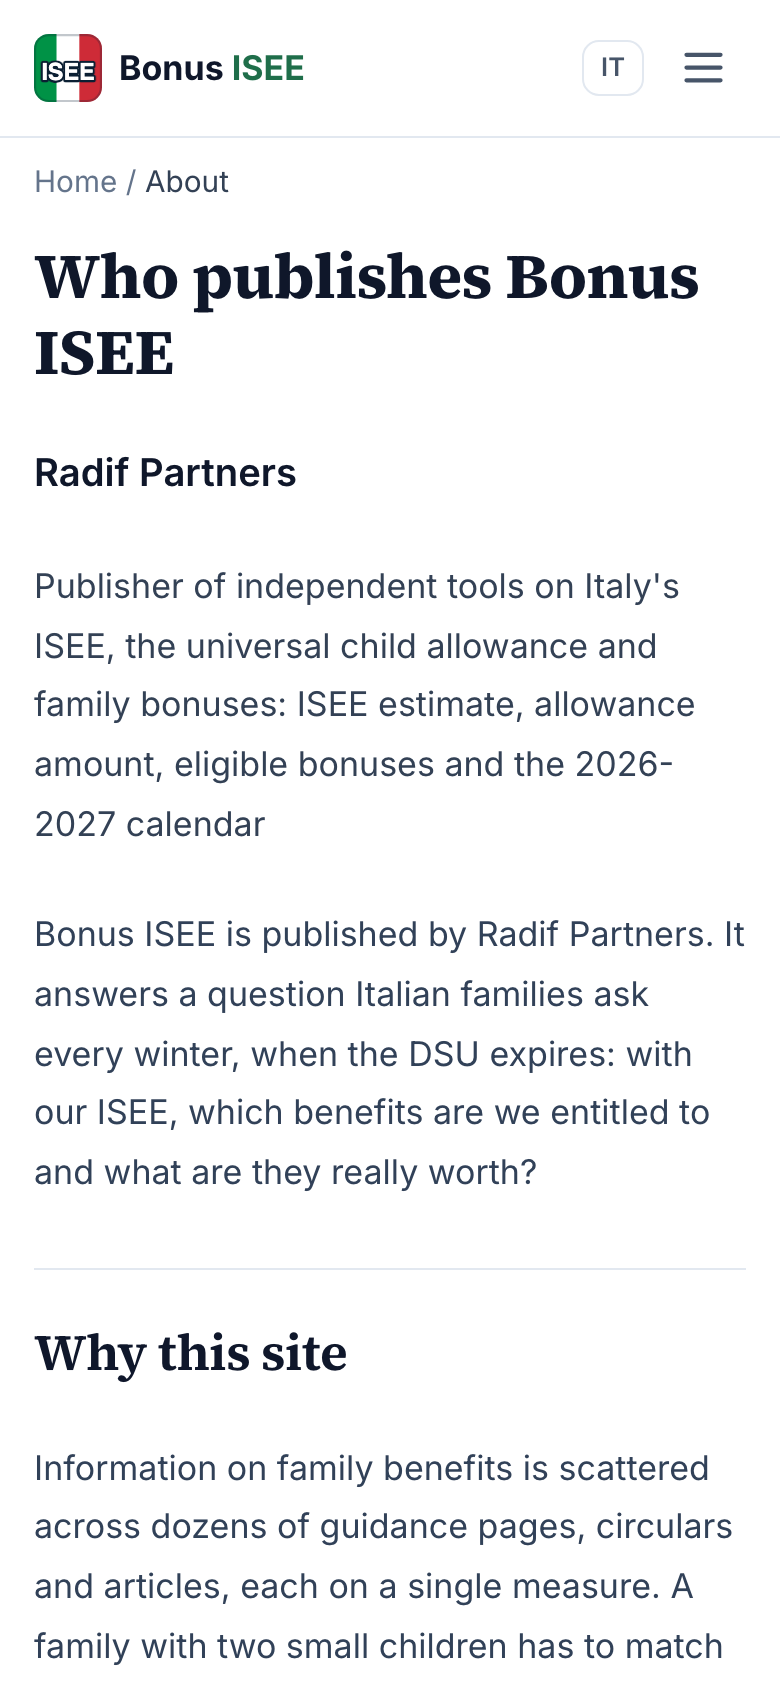 ISEE
Bonus ISEE
IT
Home / About
Who publishes Bonus
ISEE
Radif Partners
Publisher of independent tools on Italy's
ISEE, the universal child allowance and
family bonuses: ISEE estimate, allowance
amount, eligible bonuses and the 2026-
2027 calendar
Bonus ISEE is published by Radif Partners. It
answers a question Italian families ask
every winter, when the DSU expires: with
our ISEE, which benefits are we entitled to
and what are they really worth?
Why this site
Information on family benefits is scattered
across dozens of guidance pages, circulars
and articles, each on a single measure. A
family with two small children has to match